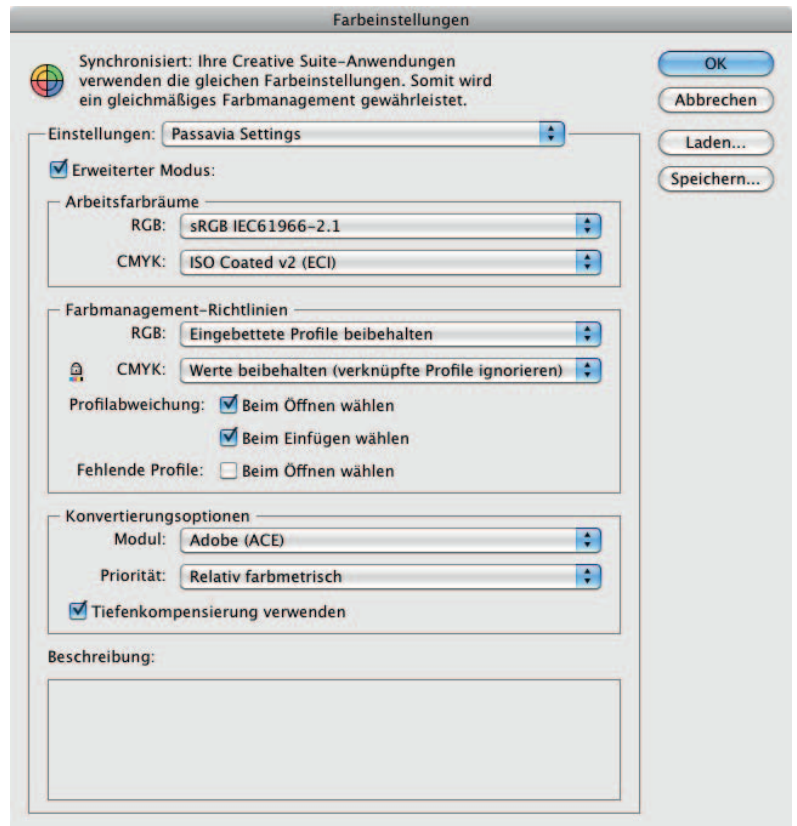 Farbeinstellungen
Synchronisiert: Ihre Creative Suite-Anwendungen
verwenden die gleichen Farbeinstellungen. Somit wird
ein gleichmäßiges Farbmanagement gewährleistet.
OK
Abbrechen
Laden...
Speichern...
Einstellungen: Passavia Settings
Erweiterter Modus:
Arbeitsfarbräume
RGB: sRGB IEC61966-2.1
CMYK: ISO Coated v2 (ECI)
Farbmanagement-Richtlinien
RGB: Eingebettete Profile beibehalten
CMYK: Werte beibehalten (verknüpfte Profile ignorieren)
Profilabweichung: Beim Öffnen wählen
Beim Einfügen wählen
Fehlende Profile: Beim Öffnen wählen
Konvertierungsoptionen
Modul: Adobe (ACE)
Priorität: Relativ farbmetrisch
Tiefenkompensierung verwenden
Beschreibung: